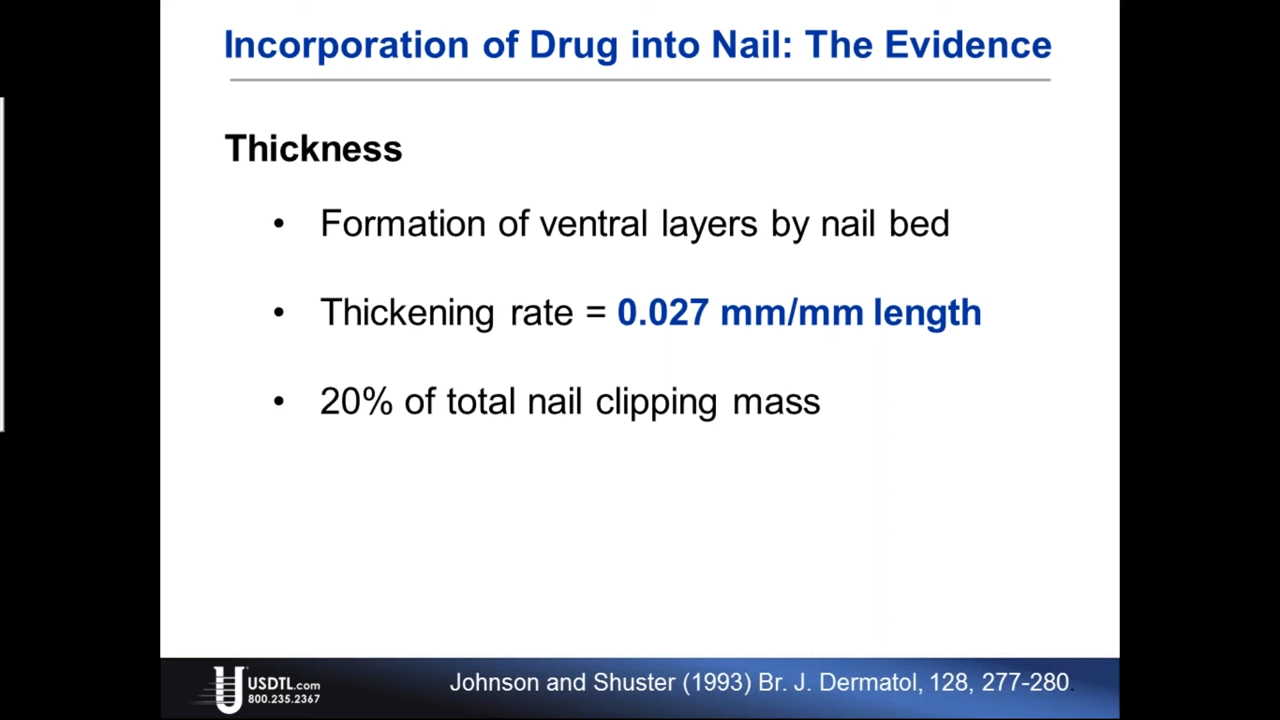 Incorporation of Drug into Nail: The Evidence
Thickness
• Formation of ventral layers by nail bed
• Thickening rate = 0.027 mm/mm length
• 20% of total nail clipping mass
USDTL.com
800.235.2367
Johnson and Shuster (1993) Br. J. Dermatol, 128, 277-280.